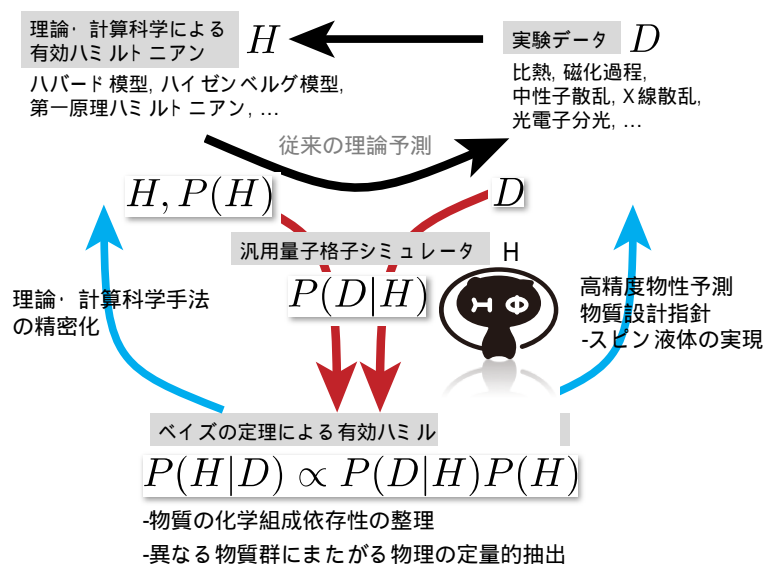 理論・計算科学による
有効ハミルトニアン
H
実験データ
D
ハバード模型, ハイゼンベルグ模型,
第一原理ハミルトニアン, ...
比熱, 磁化過程,
中性子散乱, X線散乱,
光電子分光, ...
従来の理論予測
H, P(H)
D
汎用量子格子シミュレータ
H
P(D|H)
H Φ
理論・計算科学手法
の精密化
高精度物性予測
物質設計指針
-スピン液体の実現
ベイズの定理による有効ハミル
P(H|D) ∝ P(D|H)P(H)
-物質の化学組成依存性の整理
-異なる物質群にまたがる物理の定量的抽出